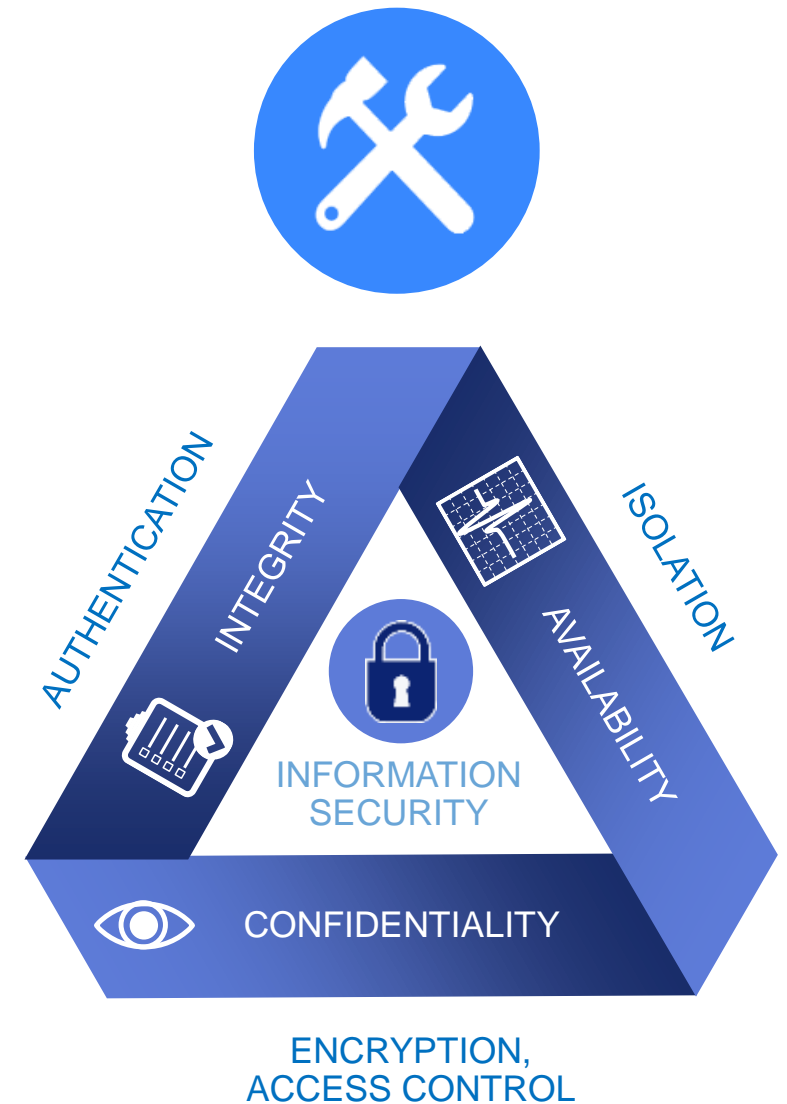 AUTHENTICATION
INTEGRITY
ISOLATION
AVAILABILITY
INFORMATION
SECURITY
CONFIDENTIALITY
ENCRYPTION,
ACCESS CONTROL